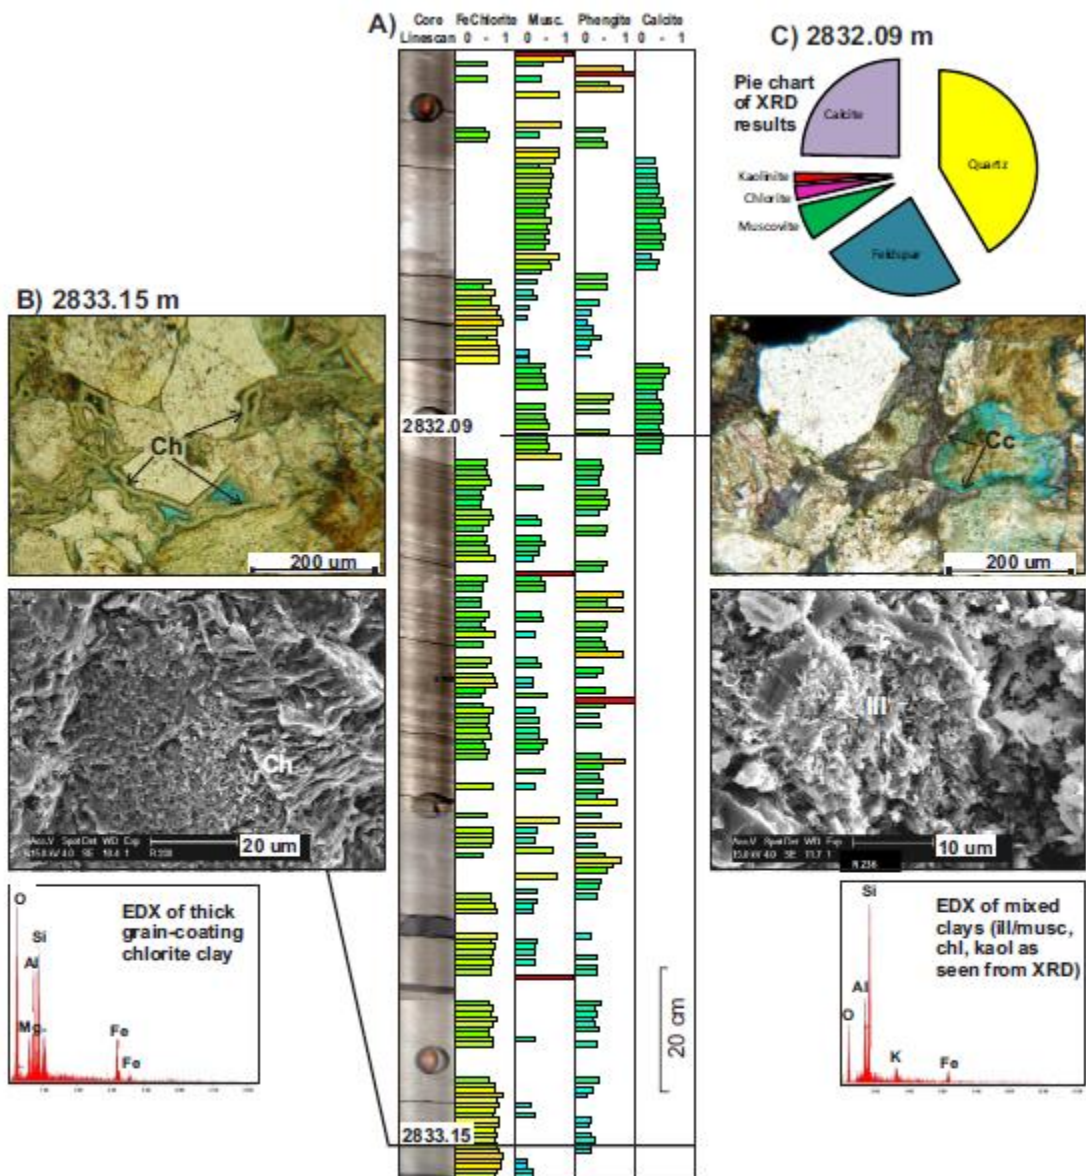 A)
Core
Linescan
FeChlorite
0 - 1
Musc.
0 - 1
Phengite
0 - 1
Calcite
0 - 1
C) 2832.09 m
Pie chart
of XRD
results
Calcite
Quartz
Kaolinite
Chlorite
Muscovite
Feldspar
B) 2833.15 m
Ch
200 um
2832.09
Cc
200 um
Ch
20 um
Ill
10 um
R 236
EDX of thick
grain-coating
chlorite clay
O
Si
Al
Mg
Fe
Fe
20 cm
2833.15
EDX of mixed
clays (ill/musc,
chl, kaol as
seen from XRD)
Si
Al
O
K
Fe